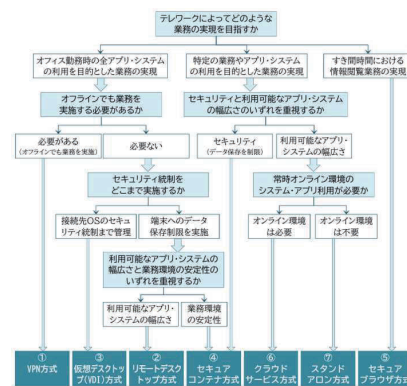 テレワークによってどのような
業務の実現を目指すか
オフィス勤務時の全アプリ・システム
の利用を目的とした業務の実現
特定の業務やアプリ・システム
の利用を目的とした業務の実現
すき間時間における
情報閲覧業務の実現
オフラインでも業務を
実施する必要があるか
セキュリティと利用可能なアプリ・システム
の幅広さのいずれを重視するか
必要がある
(オフラインでも業務を実施)
必要ない
セキュリティ
(データ保存を制限)
利用可能なアプリ・
システムの幅広さ
セキュリティ統制を
どこまで実施するか
常時オンライン環境の
システム・アプリ利用が必要か
接続先OSのセキュ
リティ統制まで管理
端末へのデータ
保存制限を実施
オンライン環境
は必要
オンライン環境
は不要
利用可能なアプリ・システムの
幅広さと業務環境の安定性の
いずれを重視するか
利用可能なアプリ・
システムの幅広さ
業務環境
の安定性
①
VPN方式
③
仮想デスクトッ
プ(VDI)方式
②
リモートデスク
トップ方式
④
セキュア
コンテナ方式
⑥
クラウド
サービス方式
⑦
スタンド
アロン方式
⑤
セキュア
ブラウザ方式